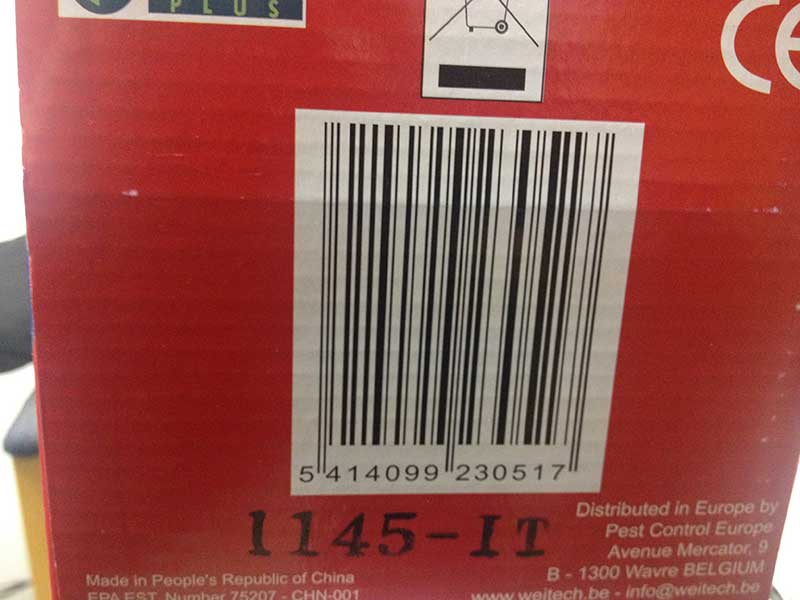 PLUS
CE
5 414099 230517
1145-IT
Distributed in Europe by
Pest Control Europe
Avenue Mercator, 9
B - 1300 Wavre BELGIUM
www.weitech.be - info@weitech.be
Made in People's Republic of China
EPA EST. Number 75207 - CHN-001